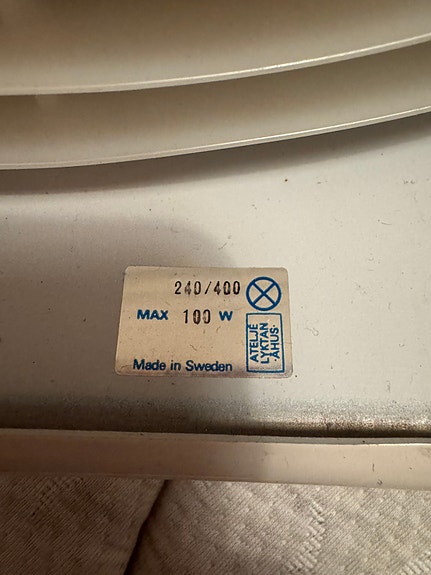 240/400
MAX 100 W
Made in Sweden
ATELJÉ
LYKTAN
·ÅHUS·